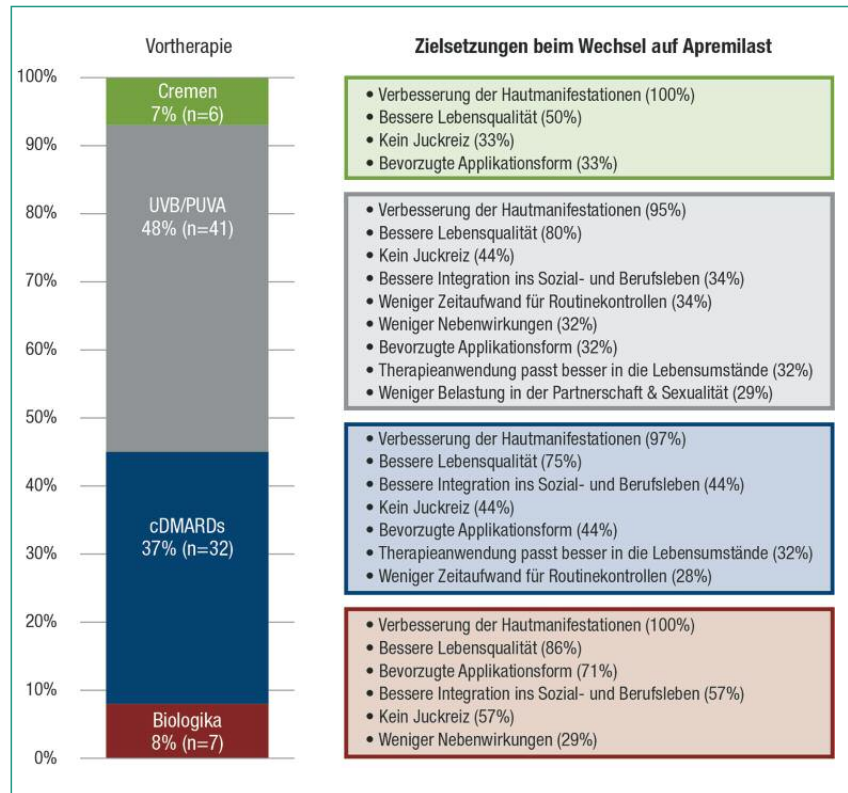 Vortherapie
Zielsetzungen beim Wechsel auf Apremilast
100%
90%
80%
70%
60%
50%
40%
30%
20%
10%
0%
Cremen
7% (n=6)
UVB/PUVA
48% (n=41)
cDMARDs
37% (n=32)
Biologika
8% (n=7)
• Verbesserung der Hautmanifestationen (100%)
• Bessere Lebensqualität (50%)
• Kein Juckreiz (33%)
• Bevorzugte Applikationsform (33%)
• Verbesserung der Hautmanifestationen (95%)
• Bessere Lebensqualität (80%)
• Kein Juckreiz (44%)
• Bessere Integration ins Sozial- und Berufsleben (34%)
• Weniger Zeitaufwand für Routinekontrollen (34%)
• Weniger Nebenwirkungen (32%)
• Bevorzugte Applikationsform (32%)
• Therapieanwendung passt besser in die Lebensumstände (32%)
• Weniger Belastung in der Partnerschaft & Sexualität (29%)
• Verbesserung der Hautmanifestationen (97%)
• Bessere Lebensqualität (75%)
• Bessere Integration ins Sozial- und Berufsleben (44%)
• Kein Juckreiz (44%)
• Bevorzugte Applikationsform (44%)
• Therapieanwendung passt besser in die Lebensumstände (32%)
• Weniger Zeitaufwand für Routinekontrollen (28%)
• Verbesserung der Hautmanifestationen (100%)
• Bessere Lebensqualität (86%)
• Bevorzugte Applikationsform (71%)
• Bessere Integration ins Sozial- und Berufsleben (57%)
• Kein Juckreiz (57%)
• Weniger Nebenwirkungen (29%)